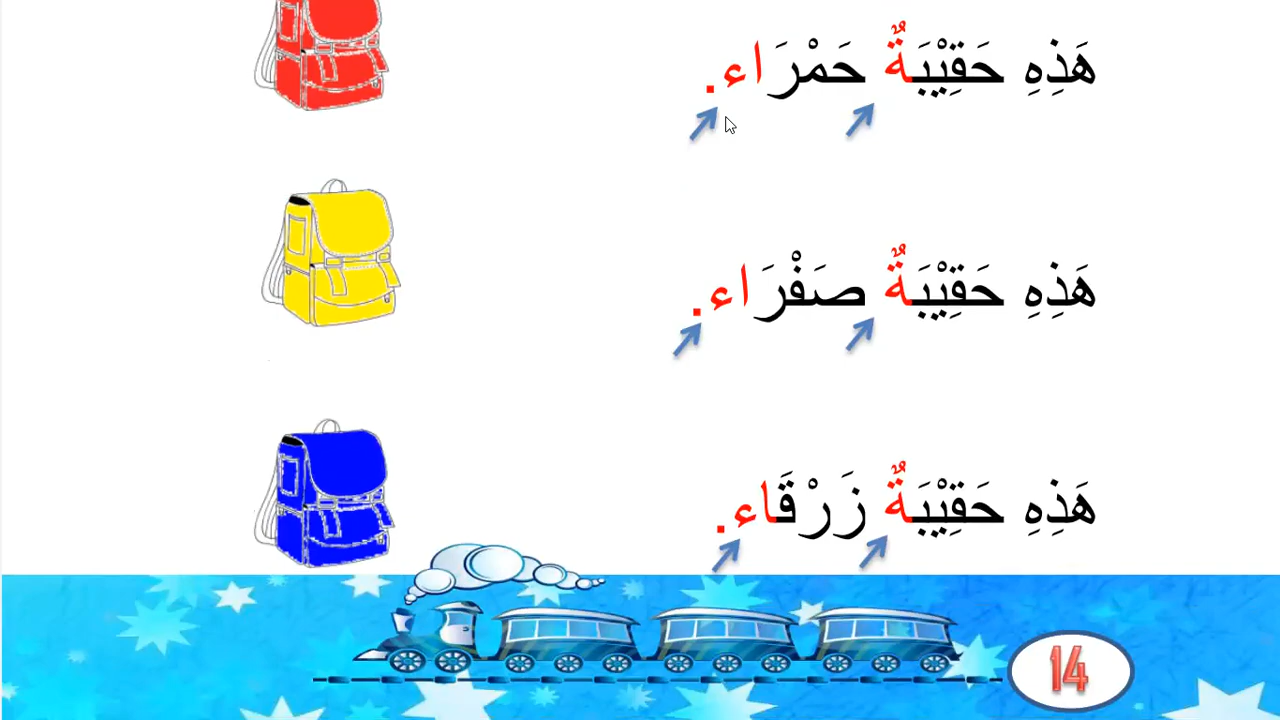 هَذِهِ حَقِيْبَةٌ حَمْرَاء.
هَذِهِ حَقِيْبَةٌ صَفْرَاء.
هَذِهِ حَقِيْبَةٌ زَرْقَاء.
14